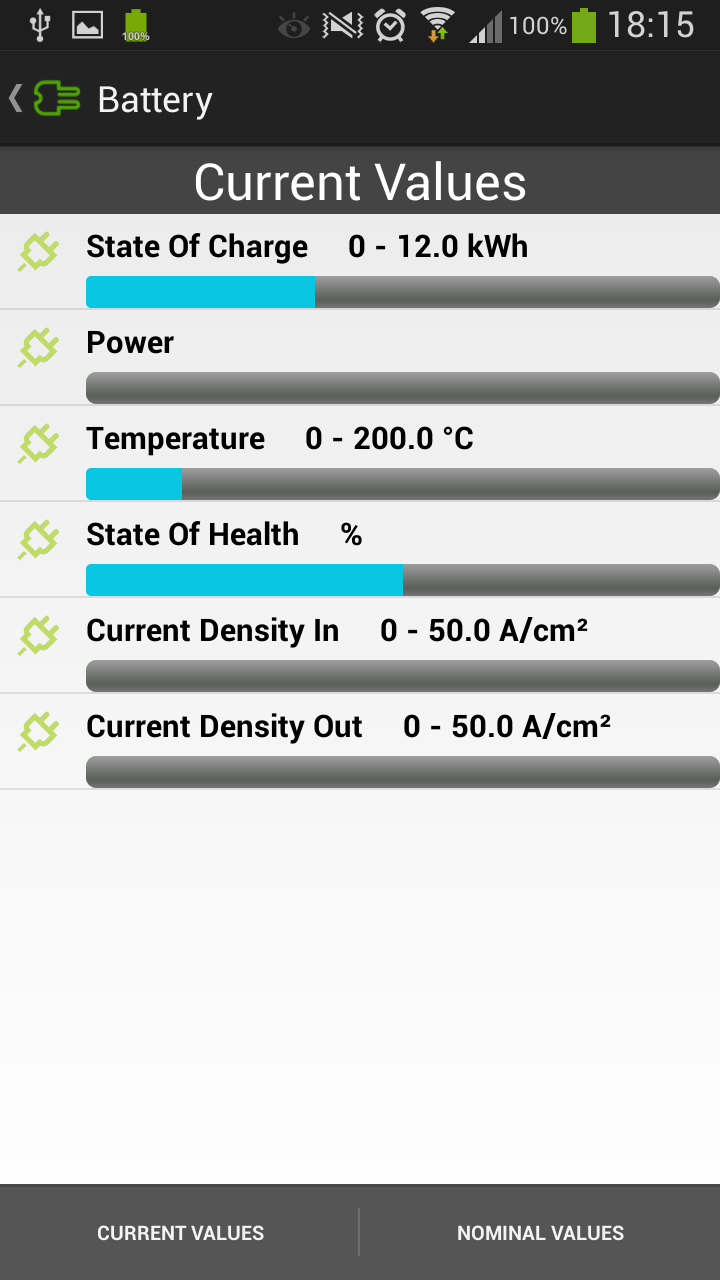 100% 100% 18:15
Battery
Current Values
State Of Charge 0 - 12.0 kWh
Power
Temperature 0 - 200.0 °C
State Of Health %
Current Density In 0 - 50.0 A/cm²
Current Density Out 0 - 50.0 A/cm²
CURRENT VALUES NOMINAL VALUES